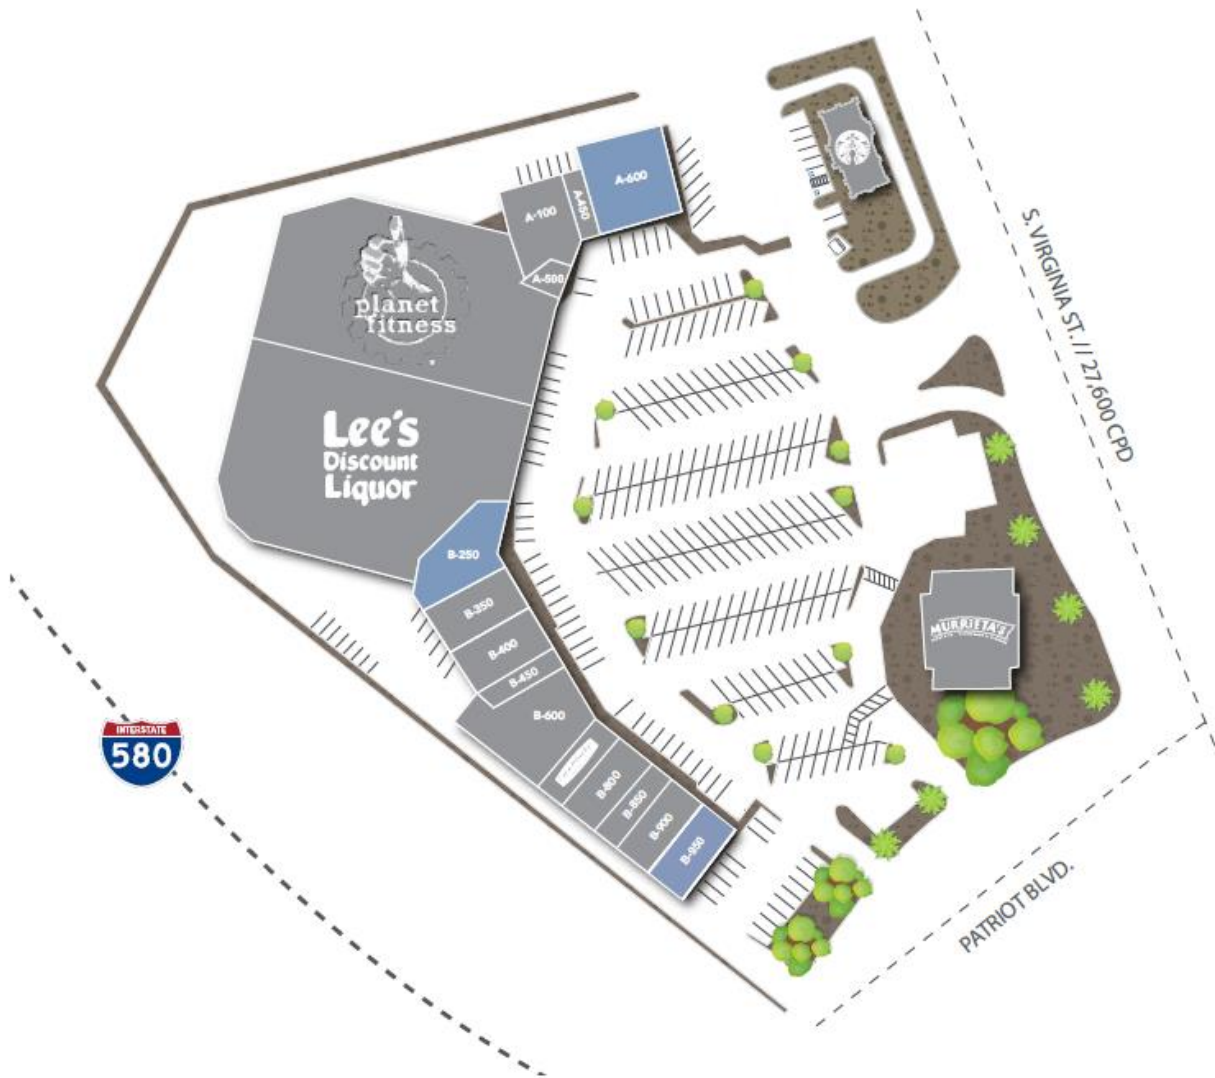 A-600
A-450
A-100
A-500
planet
fitness
S. VIRGINIA ST. // 27,600 CPD
Lee's
Discount
Liquor
B-250
B-350
B-400
B-450
B-600
B-800
B-850
B-900
B-950
MURRIETA'S
INTERSTATE
580
PATRIOT BLVD.